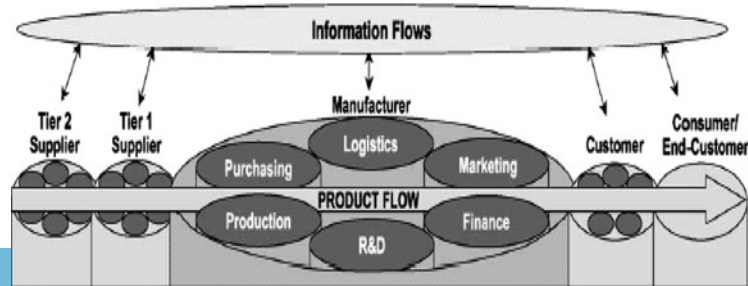 Information Flows
Tier 2
Supplier
Tier 1
Supplier
Manufacturer
Logistics
Purchasing
Marketing
Customer
Consumer/
End-Customer
PRODUCT FLOW
Production
R&D
Finance